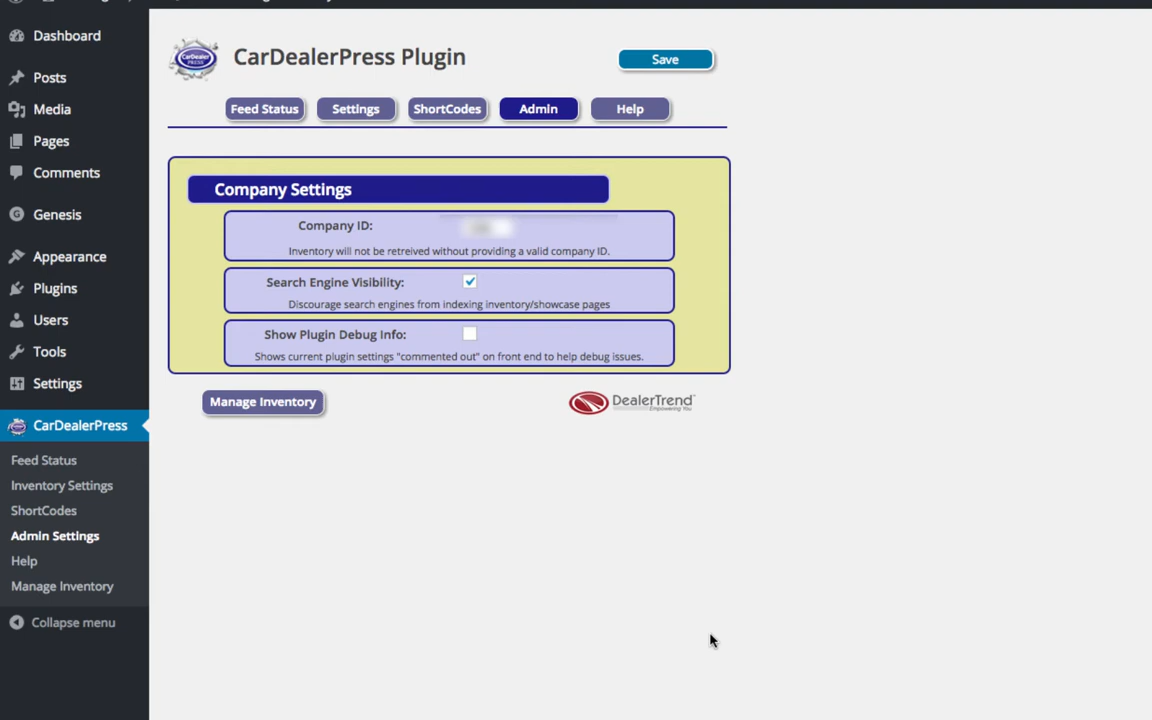 Dashboard
Posts
Media
Pages
Comments
Genesis
Appearance
Plugins
Users
Tools
Settings
CarDealerPress
Feed Status
Inventory Settings
ShortCodes
Admin Settings
Help
Manage Inventory
Collapse menu
CarDealer
PRESS
CarDealerPress Plugin
Save
Feed Status
Settings
ShortCodes
Admin
Help
Company Settings
Company ID:
Inventory will not be retreived without providing a valid company ID.
Search Engine Visibility:
Discourage search engines from indexing inventory/showcase pages
Show Plugin Debug Info:
Shows current plugin settings "commented out" on front end to help debug issues.
Manage Inventory
DealerTrend
Empowering You